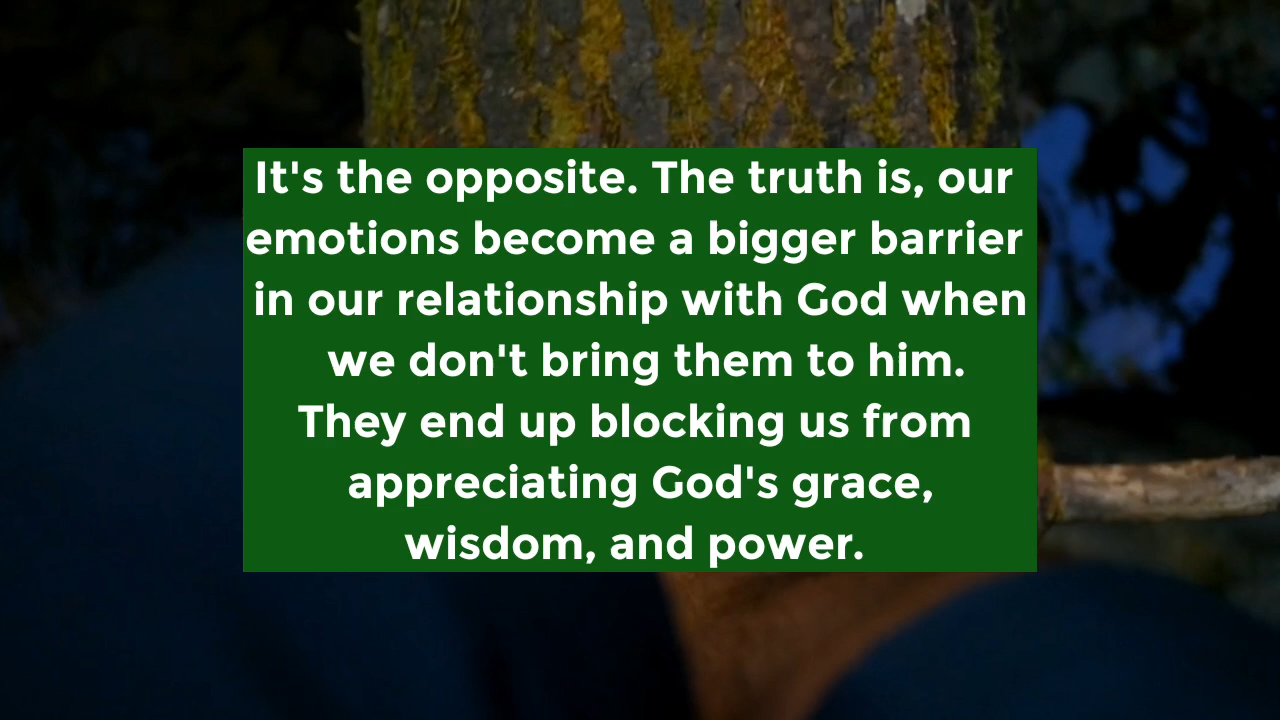 It's the opposite. The truth is, our
emotions become a bigger barrier
in our relationship with God when
we don't bring them to him.
They end up blocking us from
appreciating God's grace,
wisdom, and power.